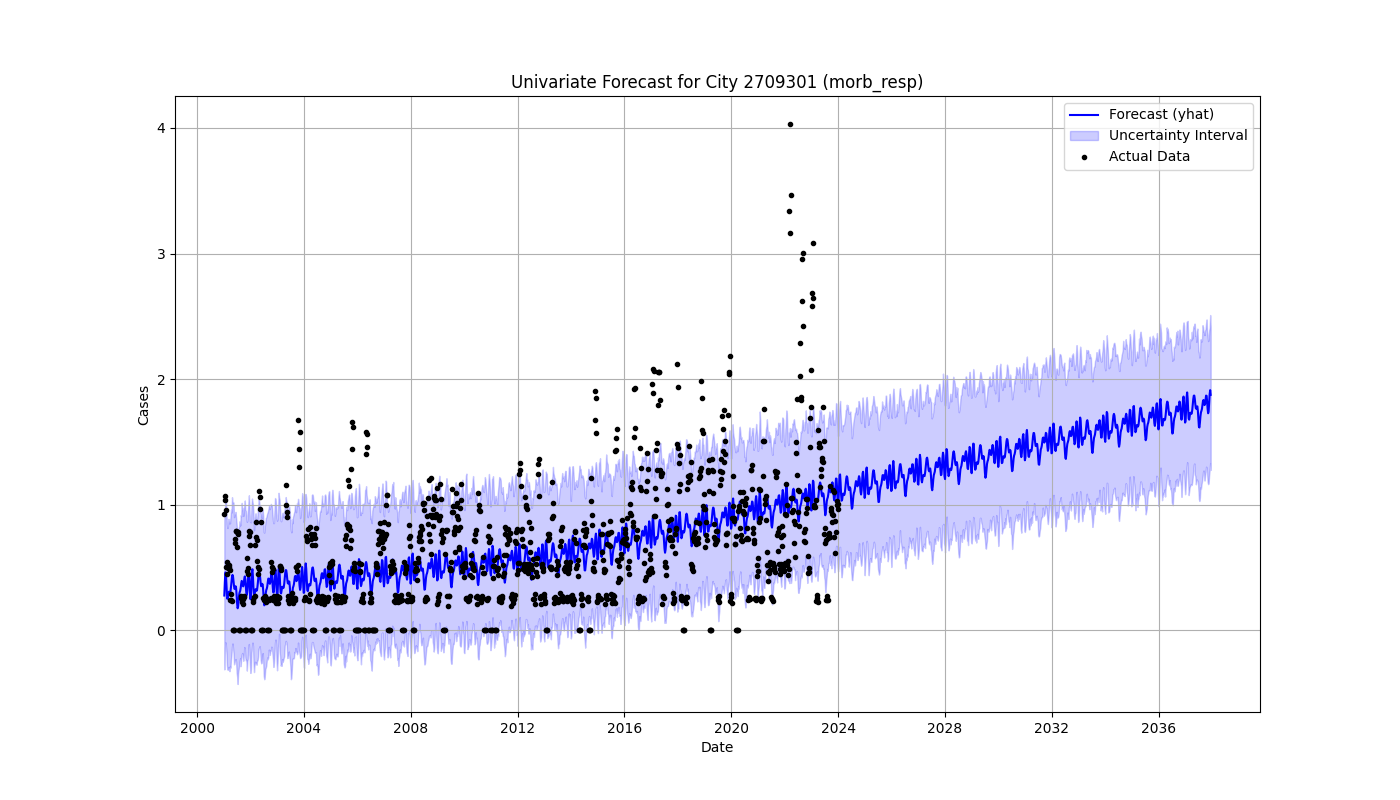 Univariate Forecast for City 2709301 (morb_resp)
Forecast (yhat)
Uncertainty Interval
Actual Data
Cases
4
3
2
1
0
2000 2004 2008 2012 2016 2020 2024 2028 2032 2036
Date